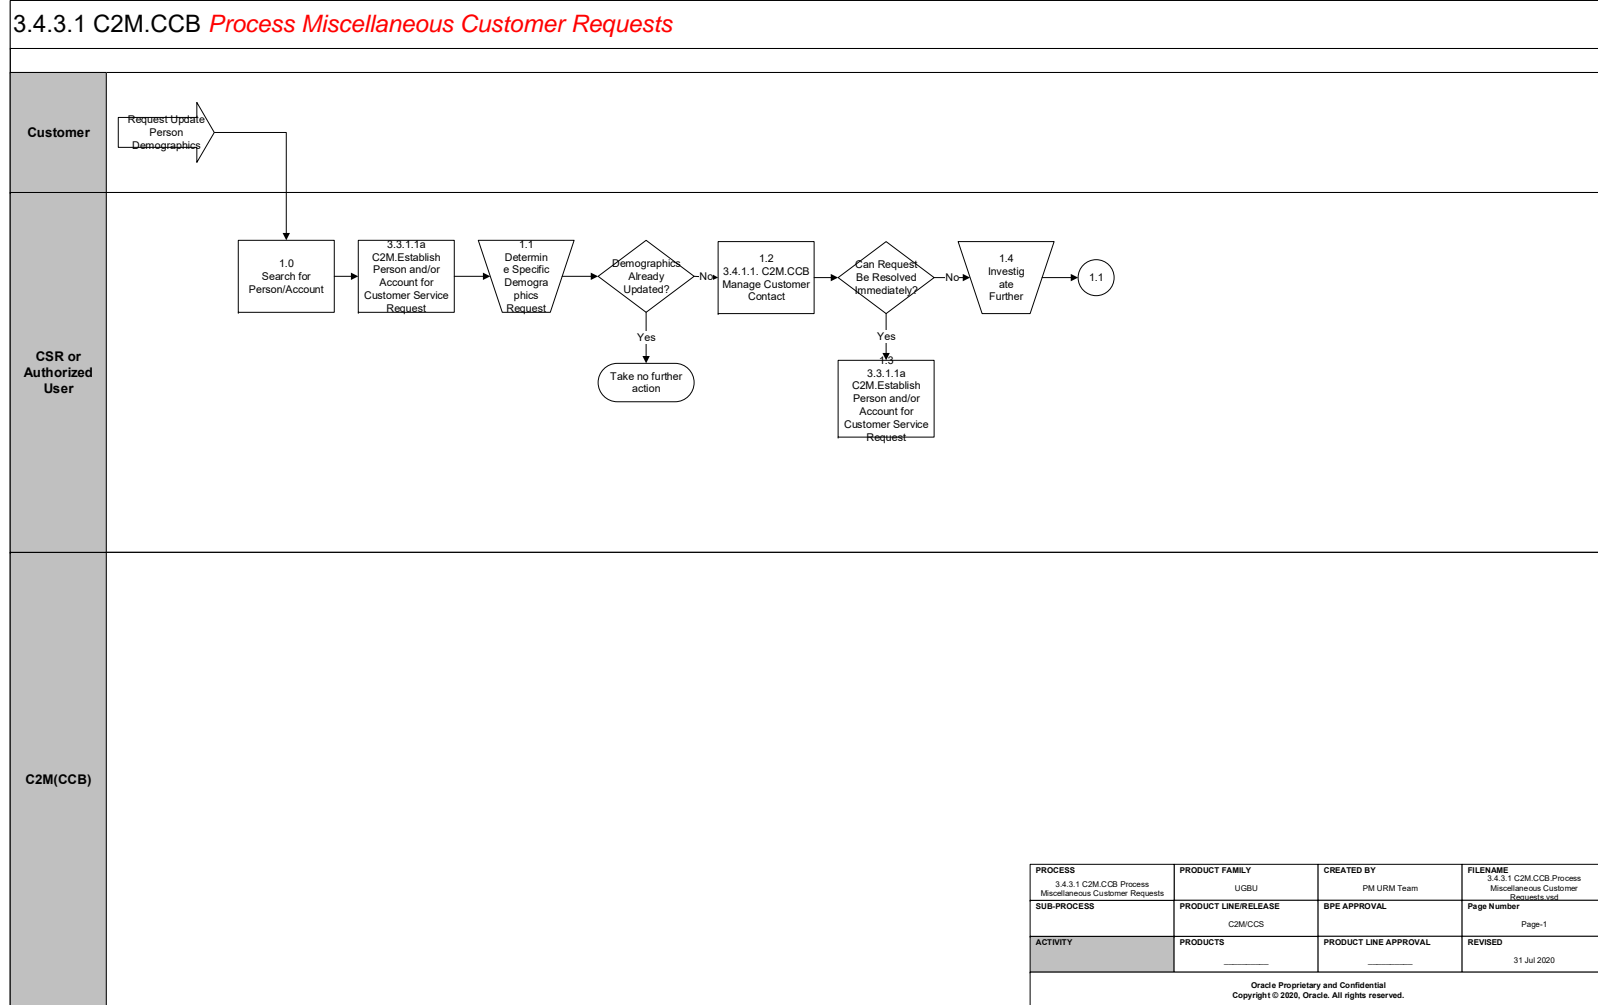 3.4.3.1 C2M.CCB Process Miscellaneous Customer Requests
Customer
Request Update
Person
Demographics
CSR or
Authorized
User
1.0
Search for
Person/Account
3.3.1.1a
C2M.Establish
Person and/or
Account for
Customer Service
Request
1.1
Determin
e Specific
Demogra
phics
Request
Demographics
Already
Updated?
No
Yes
Take no further
action
1.2
3.4.1.1. C2M.CCB
Manage Customer
Contact
Can Request
Be Resolved
Immediately?
No
Yes
1.3
3.3.1.1a
C2M.Establish
Person and/or
Account for
Customer Service
Request
1.4
Investig
ate
Further
1.1
C2M(CCB)
PROCESS
3.4.3.1 C2M.CCB Process
Miscellaneous Customer Requests
PRODUCT FAMILY
UGBU
CREATED BY
PM URM Team
FILENAME
3.4.3.1 C2M.CCB.Process
Miscellaneous Customer
Requests.vsd
SUB-PROCESS
PRODUCT LINE/RELEASE
C2M/CCS
BPE APPROVAL
Page Number
Page-1
ACTIVITY
PRODUCTS
PRODUCT LINE APPROVAL
REVISED
31 Jul 2020
Oracle Proprietary and Confidential
Copyright © 2020, Oracle. All rights reserved.